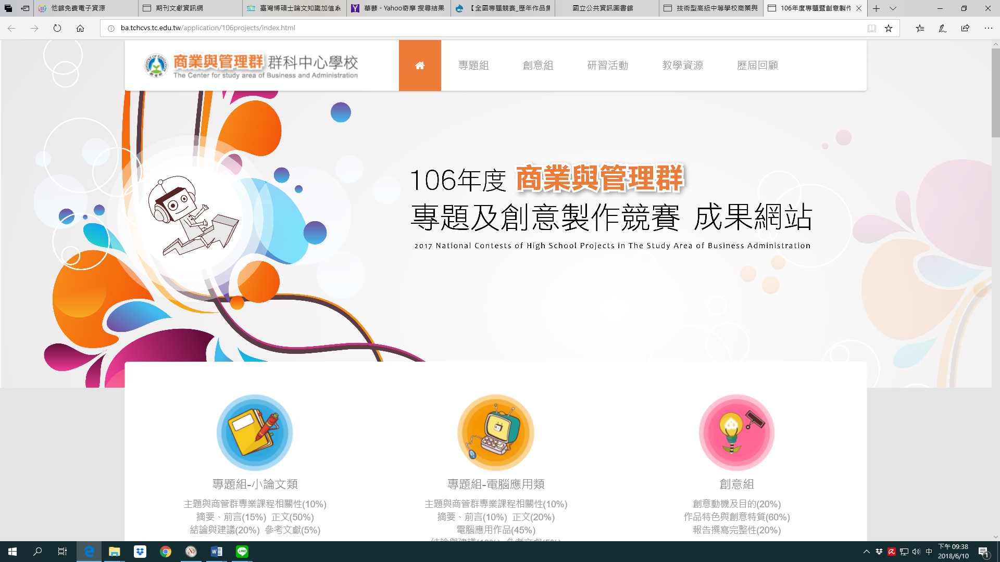 他館免費電子資源
期刊文獻資訊網
臺灣博碩士論文知識加值系
華藝 - Yahoo奇摩 搜尋結果
【全國專題競賽_歷年作品集
國立公共資訊圖書館
技術型高級中等學校商業與
106年度專題暨創意製作
ba.tchcvs.tc.edu.tw/application/106projects/index.html
商業與管理群 群科中心學校
The Center for study area of Business and Administration
專題組
創意組
研習活動
教學資源
歷屆回顧
106年度 商業與管理群
專題及創意製作競賽 成果網站
2017 National Contests of High School Projects in The Study Area of Business Administration
專題組-小論文類
主題與商管群專業課程相關性(10%)
摘要、前言(15%) 正文(50%)
結論與建議(20%) 參考文獻(5%)
專題組-電腦應用類
主題與商管群專業課程相關性(10%)
摘要、前言(10%) 正文(20%)
電腦應用作品(45%)
結論與建議(10%) 參考文獻(5%)
創意組
創意動機及目的(20%)
作品特色與創意特質(60%)
報告撰寫完整性(20%)
中
下午 09:38
2018/6/10
1